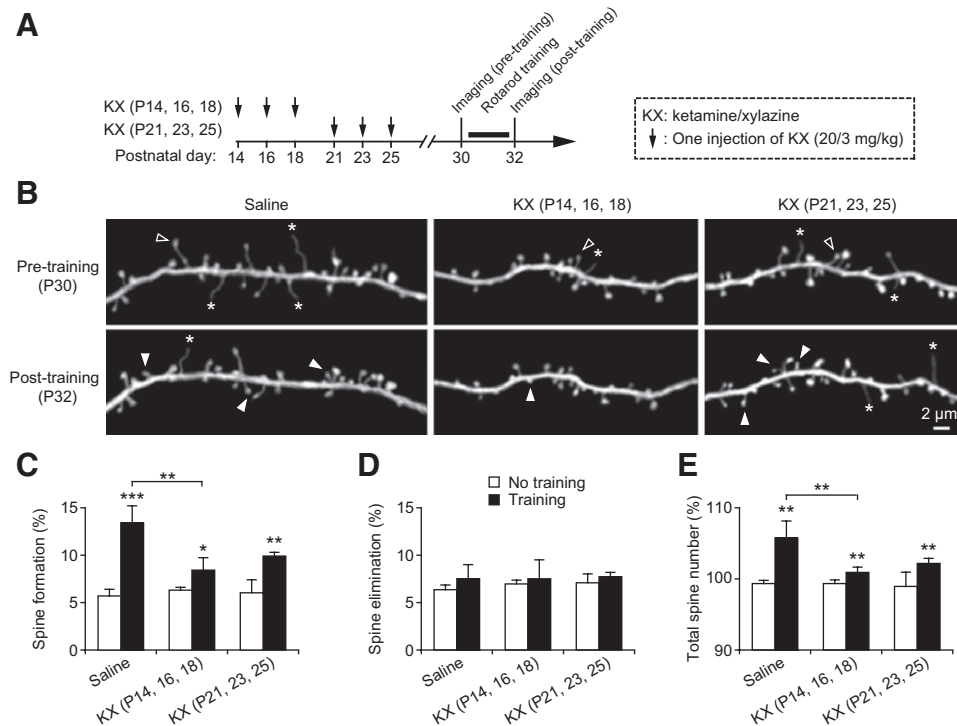 A
Imaging (pre-training)
Rotarod training
Imaging (post-training)
KX (P14, 16, 18)
KX (P21, 23, 25)
Postnatal day:
14 16 18 21 23 25 30 32
KX: ketamine/xylazine
: One injection of KX (20/3 mg/kg)
B
Saline KX (P14, 16, 18) KX (P21, 23, 25)
Pre-training
(P30)
* * * * * * *
Post-training
(P32)
* * *
2 μm
C
Spine formation (%)
15
10
5
0
**
*** * **
Saline
KX (P14, 16, 18)
KX (P21, 23, 25)
D
No training
Training
Spine elimination (%)
15
10
5
0
Saline
KX (P14, 16, 18)
KX (P21, 23, 25)
E
Total spine number (%)
110
100
90
**
** ** **
Saline
KX (P14, 16, 18)
KX (P21, 23, 25)